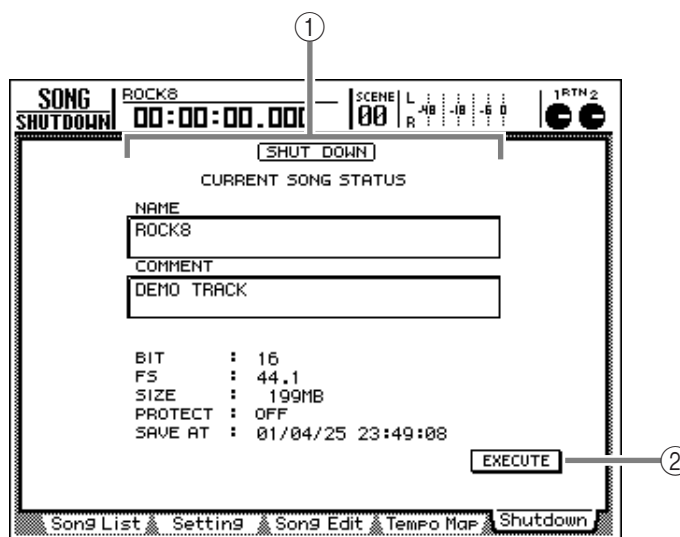 ①
SONG
SHUTDOWN
ROCK8
00:00:00.000
SCENE
00
L
R
-48 -18 -6 0
1 RTN 2
SHUT DOWN
CURRENT SONG STATUS
NAME
ROCK8
COMMENT
DEMO TRACK
BIT : 16
FS : 44.1
SIZE : 199MB
PROTECT : OFF
SAVE AT : 01/04/25 23:49:08
EXECUTE
②
Song List Setting Song Edit Tempo Map Shutdown